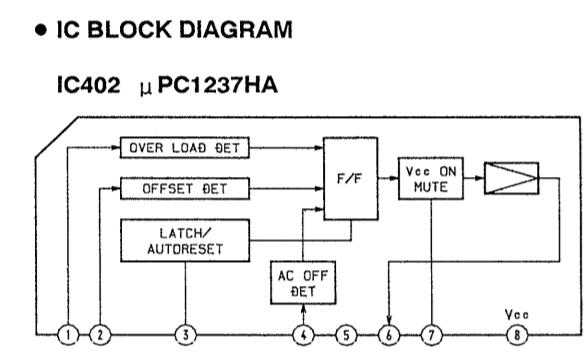 ● IC BLOCK DIAGRAM
IC402 μPC1237HA
OVER LOAD DET
OFFSET DET
LATCH/
AUTORESET
F/F
Vcc ON
MUTE
AC OFF
DET
Vcc
1 2 3 4 5 6 7 8